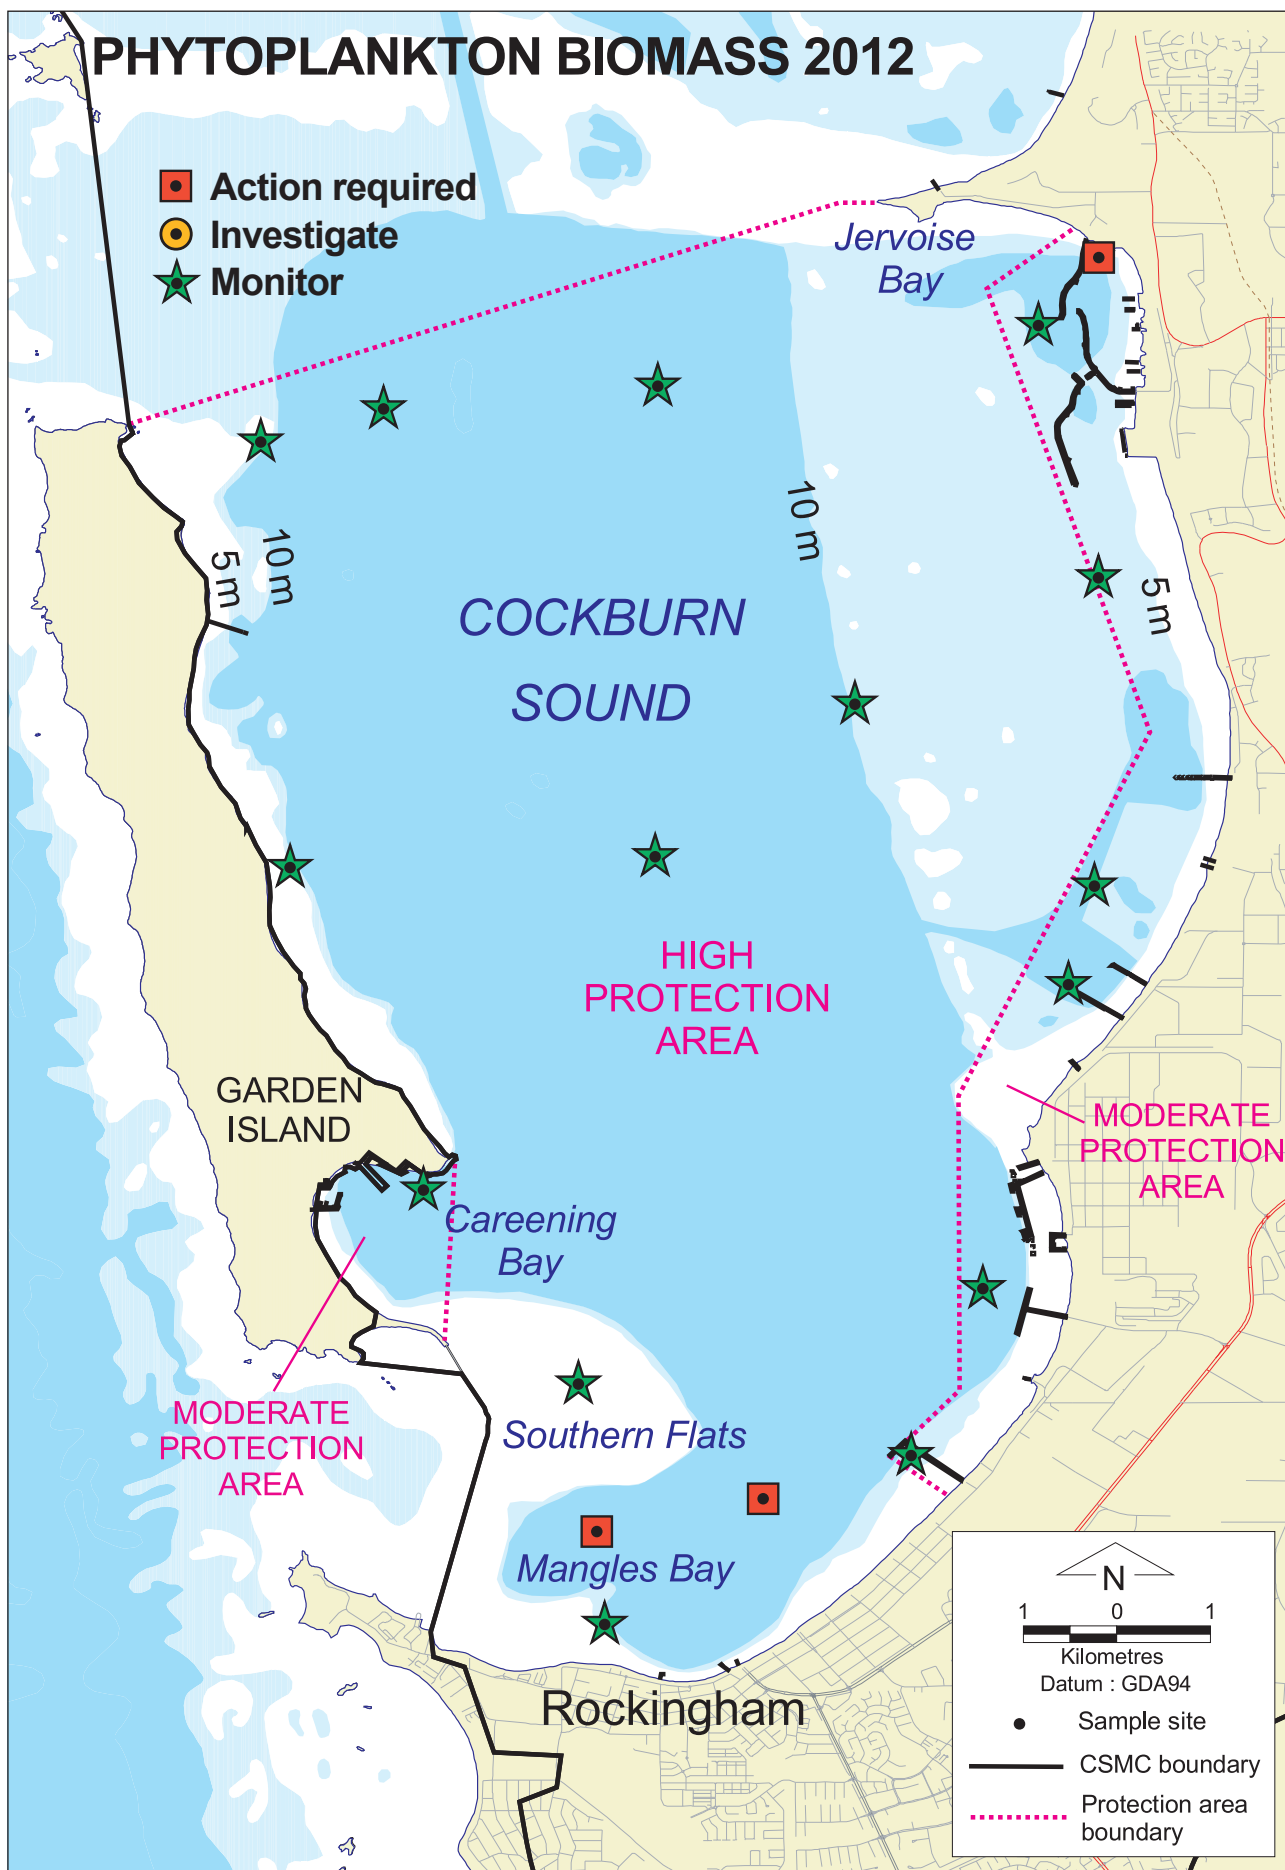 PHYTOPLANKTON BIOMASS 2012
Action required
Investigate
Monitor
Jervoise
Bay
10 m
5 m
10 m
5 m
COCKBURN
SOUND
HIGH
PROTECTION
AREA
GARDEN
ISLAND
MODERATE
PROTECTION
AREA
Careening
Bay
MODERATE
PROTECTION
AREA
Southern Flats
Mangles Bay
Rockingham
N
1 0 1
Kilometres
Datum : GDA94
Sample site
CSMC boundary
Protection area
boundary